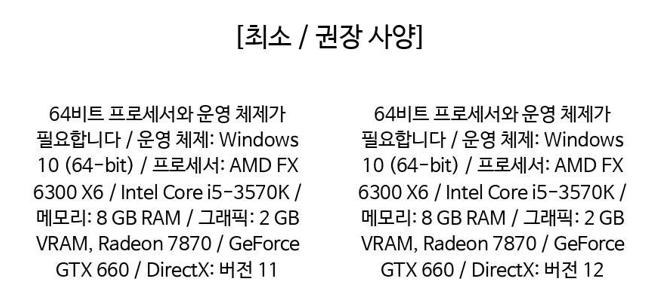 [최소 / 권장 사양]
64비트 프로세서와 운영 체제가
필요합니다 / 운영 체제: Windows
10 (64-bit) / 프로세서: AMD FX
6300 X6 / Intel Core i5-3570K /
메모리: 8 GB RAM / 그래픽: 2 GB
VRAM, Radeon 7870 / GeForce
GTX 660 / DirectX: 버전 11
64비트 프로세서와 운영 체제가
필요합니다 / 운영 체제: Windows
10 (64-bit) / 프로세서: AMD FX
6300 X6 / Intel Core i5-3570K /
메모리: 8 GB RAM / 그래픽: 2 GB
VRAM, Radeon 7870 / GeForce
GTX 660 / DirectX: 버전 12